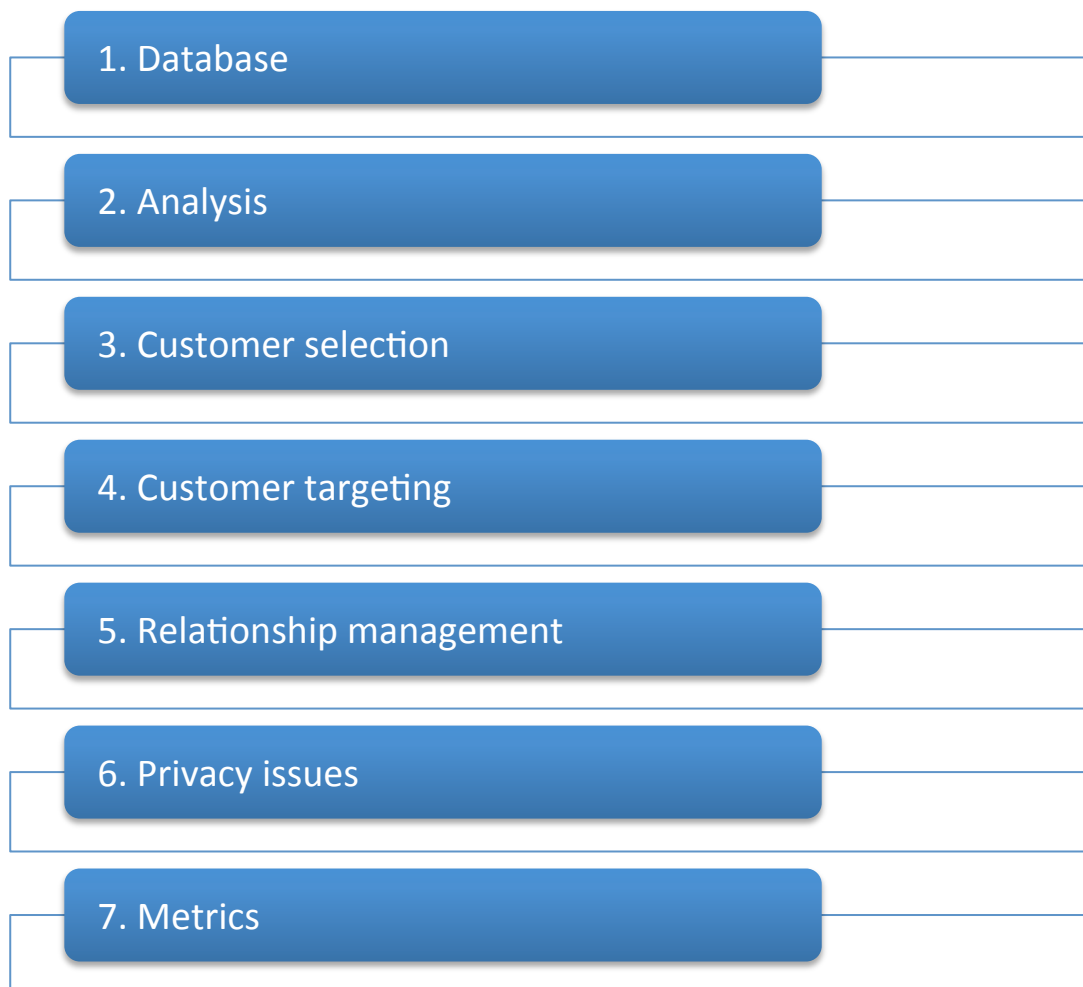 1. Database
2. Analysis
3. Customer selection
4. Customer targeting
5. Relationship management
6. Privacy issues
7. Metrics